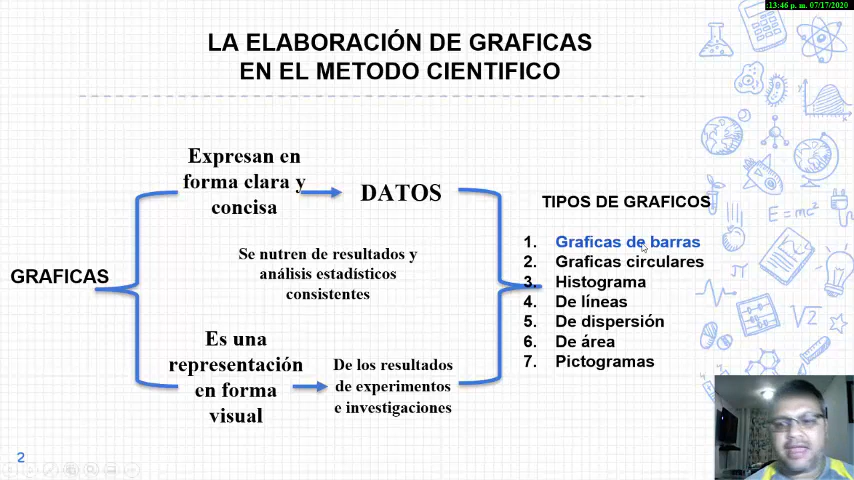 :13:46 p. m. 07/17/2020
LA ELABORACIÓN DE GRAFICAS
EN EL METODO CIENTIFICO
GRAFICAS
Expresan en
forma clara y
concisa
DATOS
Se nutren de resultados y
análisis estadísticos
consistentes
Es una
representación
en forma
visual
De los resultados
de experimentos
e investigaciones
TIPOS DE GRAFICOS
1. Graficas de barras
2. Graficas circulares
3. Histograma
4. De líneas
5. De dispersión
6. De área
7. Pictogramas
E=mc²
√2
π
2